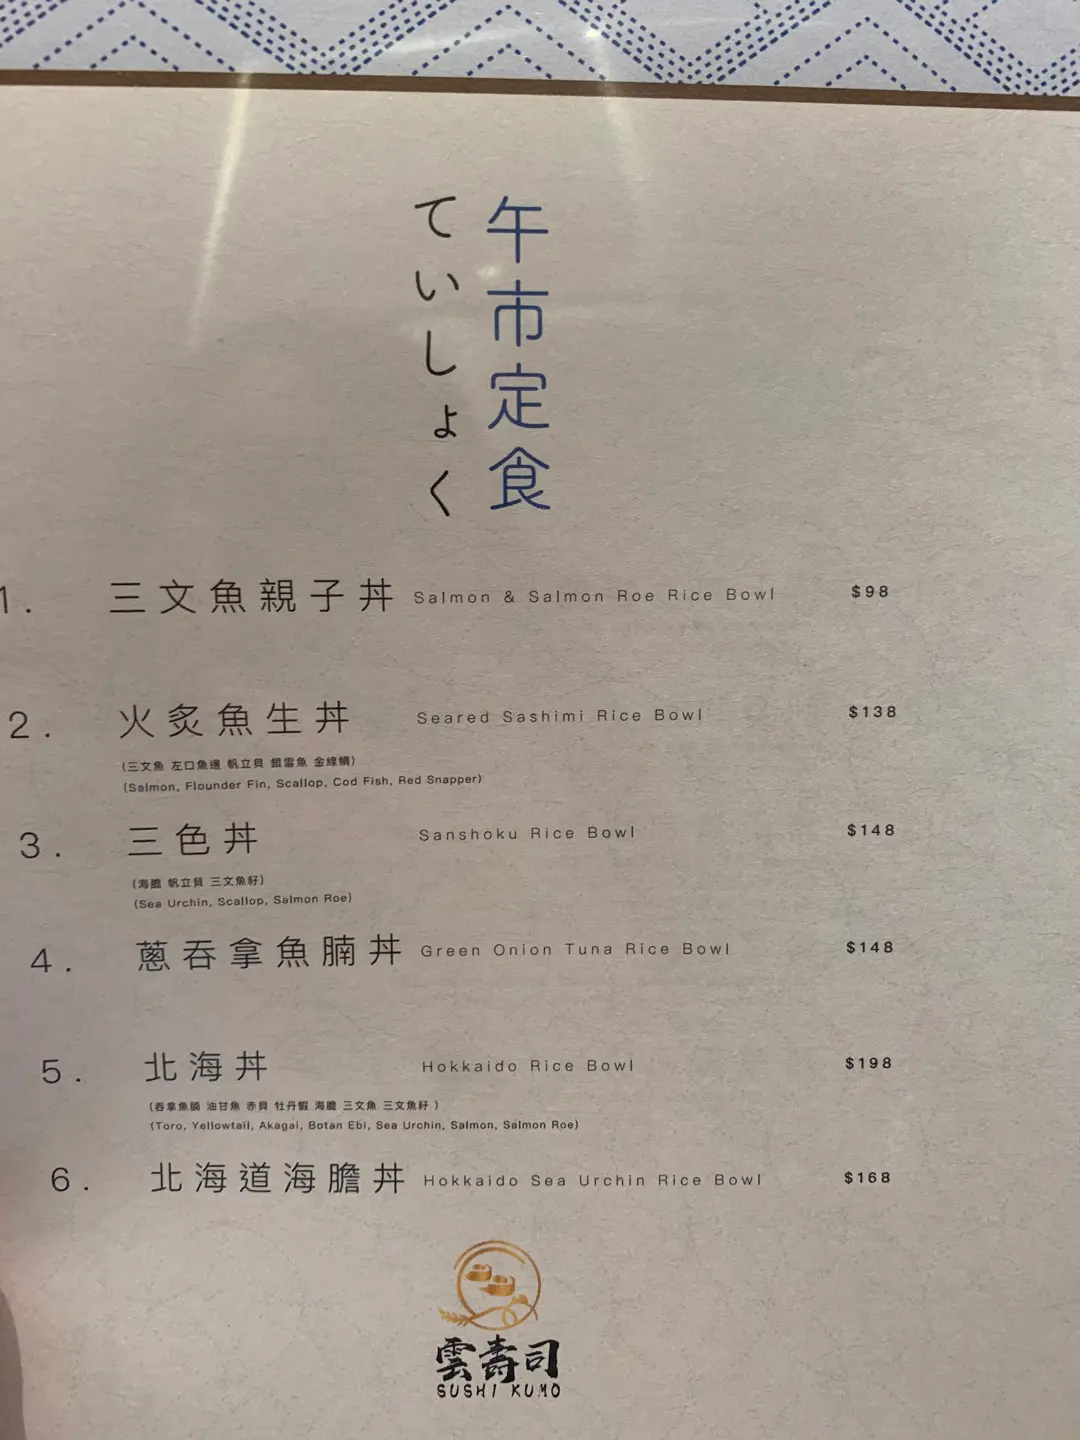 午市定食
ていしょく
1. 三文魚親子丼 Salmon & Salmon Roe Rice Bowl $98
2. 火炙魚生丼 Seared Sashimi Rice Bowl $138
(三文魚 左口魚邊 帆立貝 銀雪魚 金線鯛)
(Salmon, Flounder Fin, Scallop, Cod Fish, Red Snapper)
3. 三色丼 Sanshoku Rice Bowl $148
(海膽 帆立貝 三文魚籽)
(Sea Urchin, Scallop, Salmon Roe)
4. 蔥吞拿魚腩丼 Green Onion Tuna Rice Bowl $148
5. 北海丼 Hokkaido Rice Bowl $198
(吞拿魚腩 油甘魚 赤貝 牡丹蝦 海膽 三文魚 三文魚籽 )
(Toro, Yellowtail, Akagai, Botan Ebi, Sea Urchin, Salmon, Salmon Roe)
6. 北海道海膽丼 Hokkaido Sea Urchin Rice Bowl $168
雲壽司
SUSHI KUMO